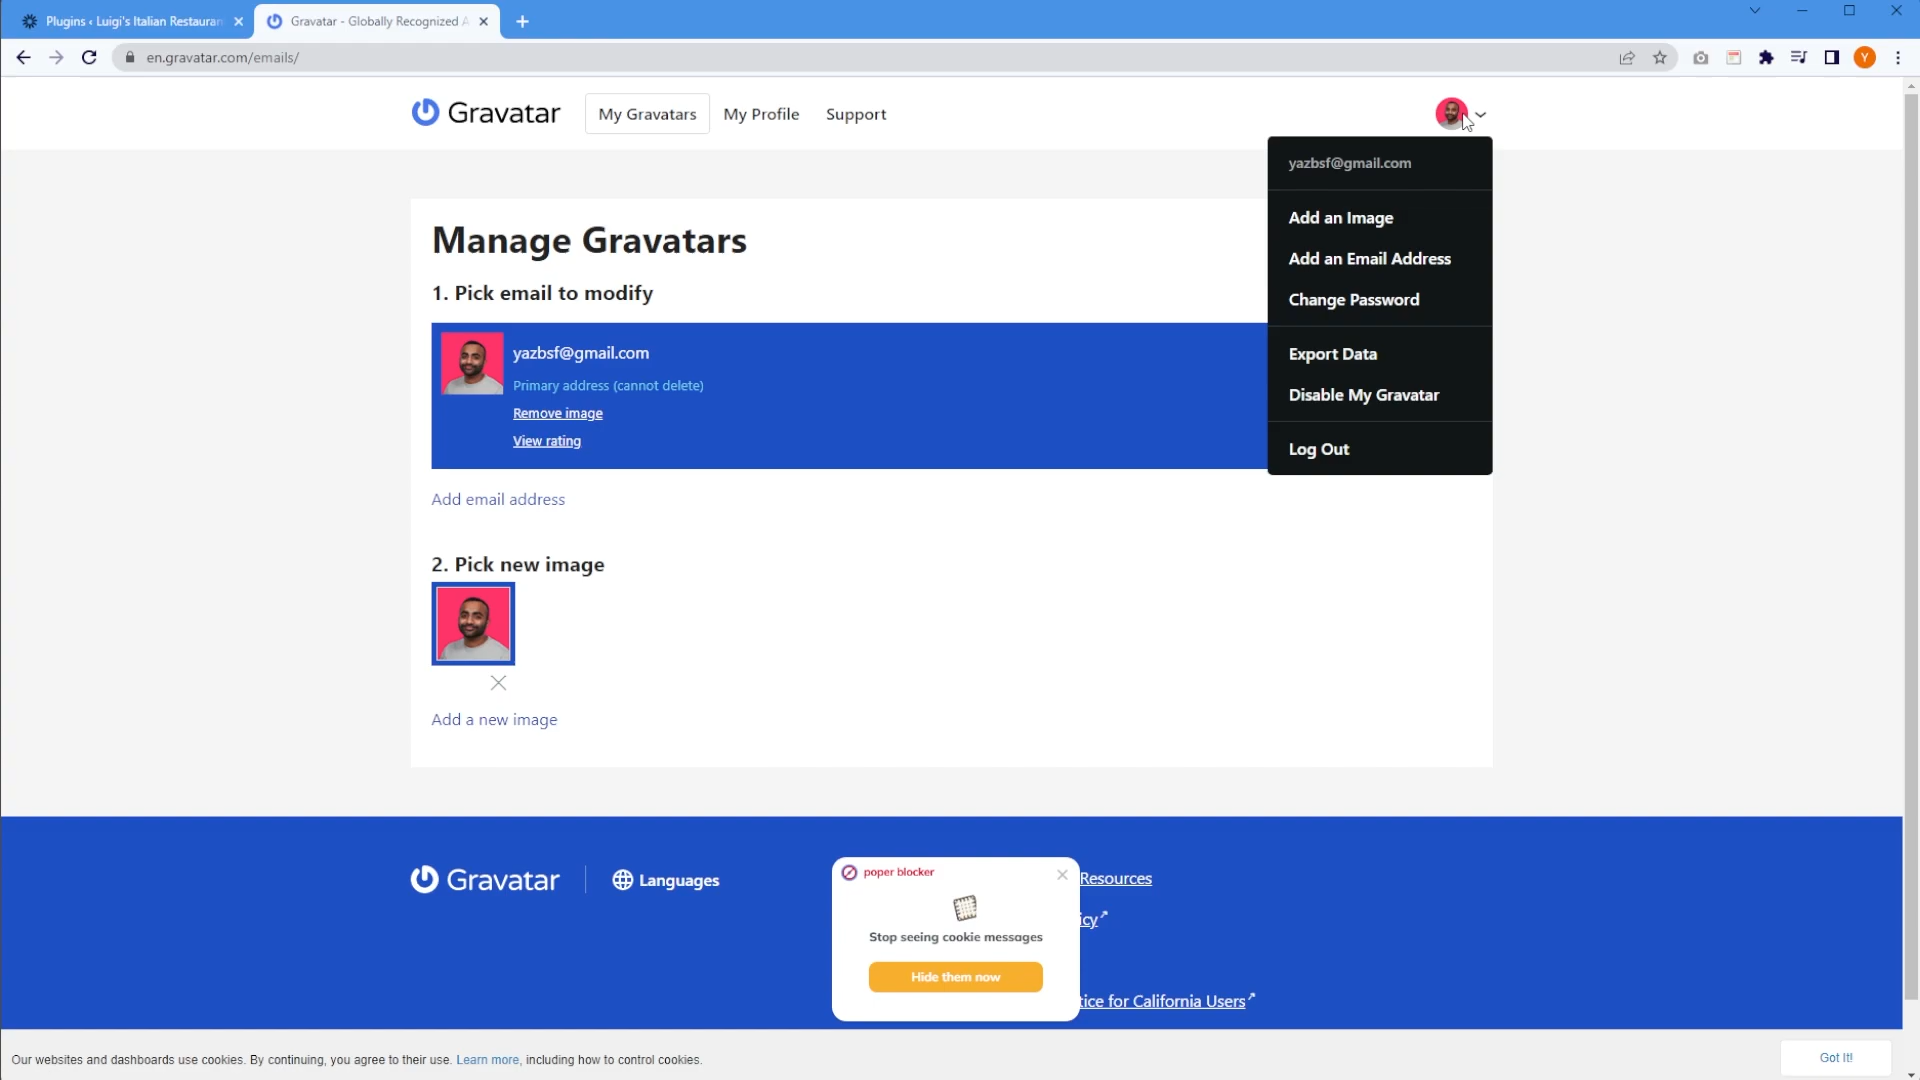 Plugins ‹ Luigi's Italian Restauran
Gravatar - Globally Recognized A
en.gravatar.com/emails/
Y
Gravatar
My Gravatars
My Profile
Support
yazbsf@gmail.com
Add an Image
Add an Email Address
Change Password
Export Data
Disable My Gravatar
Log Out
Manage Gravatars
1. Pick email to modify
yazbsf@gmail.com
Primary address (cannot delete)
Remove image
View rating
Add email address
2. Pick new image
Add a new image
Gravatar
Languages
poper blocker
Stop seeing cookie messages
Hide them now
Resources
icy
tice for California Users
Our websites and dashboards use cookies. By continuing, you agree to their use. Learn more, including how to control cookies.
Got It!